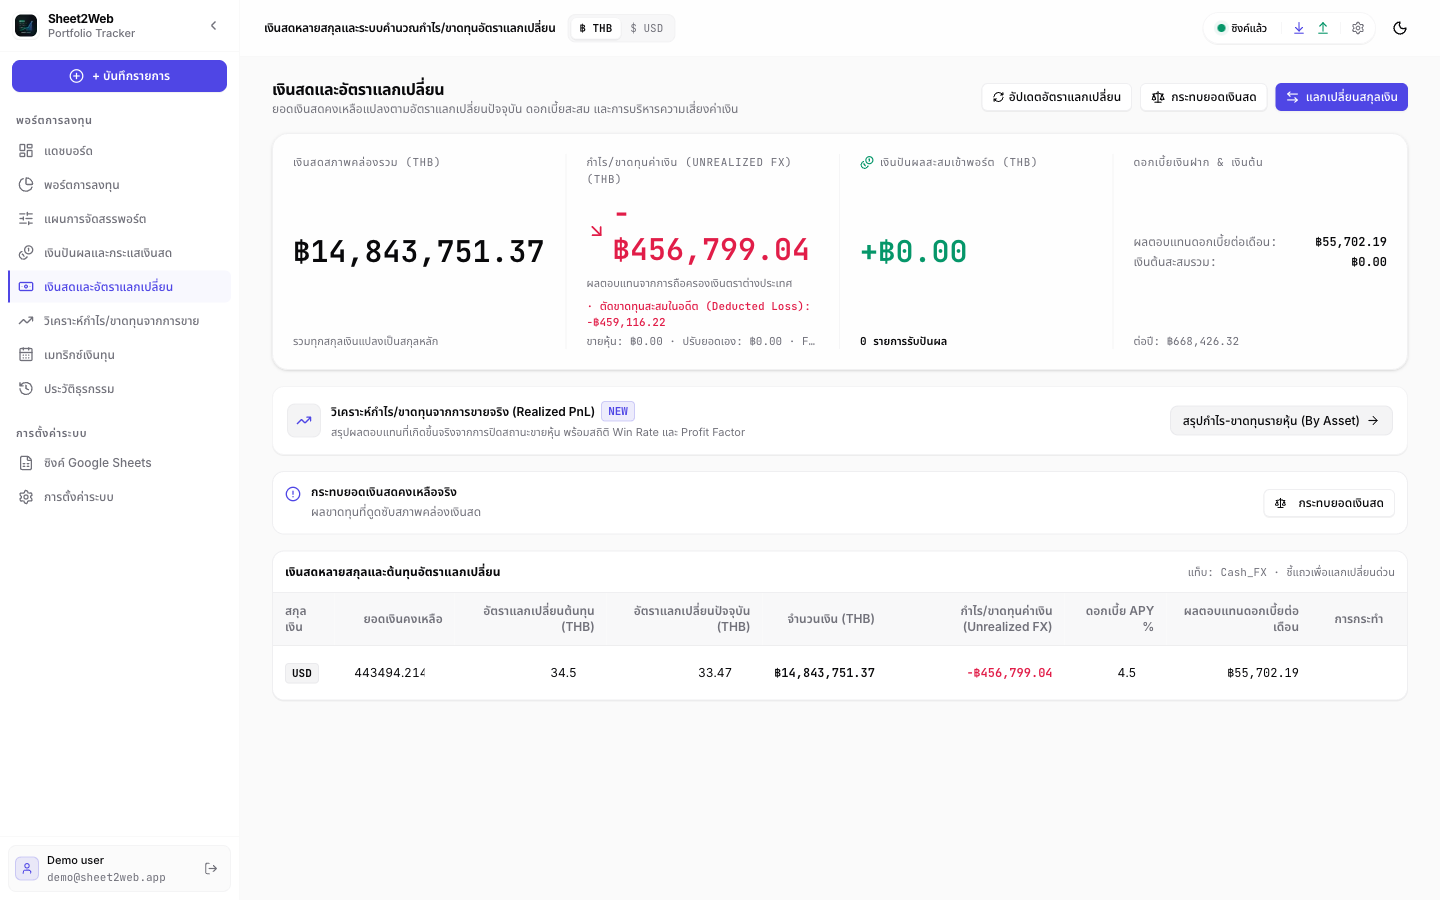 Sheet2Web
Portfolio Tracker
+ บันทึกรายการ
พอร์ตการลงทุน
แดชบอร์ด
พอร์ตการลงทุน
แผนการจัดสรรพอร์ต
เงินปันผลและกระแสเงินสด
เงินสดและอัตราแลกเปลี่ยน
วิเคราะห์กำไร/ขาดทุนจากการขาย
เมทริกซ์เงินทุน
ประวัติธุรกรรม
การตั้งค่าระบบ
ซิงค์ Google Sheets
การตั้งค่าระบบ
Demo user
demo@sheet2web.app
เงินสดหลายสกุลและระบบคำนวณกำไร/ขาดทุนอัตราแลกเปลี่ยน
฿ THB
$ USD
ซิงค์แล้ว
เงินสดและอัตราแลกเปลี่ยน
ยอดเงินสดคงเหลือแปลงตามอัตราแลกเปลี่ยนปัจจุบัน ดอกเบี้ยสะสม และการบริหารความเสี่ยงค่าเงิน
อัปเดตอัตราแลกเปลี่ยน
กระทบยอดเงินสด
แลกเปลี่ยนสกุลเงิน
เงินสดสภาพคล่องรวม (THB)
฿14,843,751.37
รวมทุกสกุลเงินแปลงเป็นสกุลหลัก
กำไร/ขาดทุนค่าเงิน (UNREALIZED FX)
(THB)
-
฿456,799.04
ผลตอบแทนจากการถือครองเงินตราต่างประเทศ
· ตัดขาดทุนสะสมในอดีต (Deducted Loss):
-฿459,116.22
ขายหุ้น: ฿0.00 · ปรับยอดเอง: ฿0.00 · F…
เงินปันผลสะสมเข้าพอร์ต (THB)
+฿0.00
0 รายการรับปันผล
ดอกเบี้ยเงินฝาก & เงินต้น
ผลตอบแทนดอกเบี้ยต่อเดือน: ฿55,702.19
เงินต้นสะสมรวม: ฿0.00
ต่อปี: ฿668,426.32
วิเคราะห์กำไร/ขาดทุนจากการขายจริง (Realized PnL) NEW
สรุปผลตอบแทนที่เกิดขึ้นจริงจากการปิดสถานะขายหุ้น พร้อมสถิติ Win Rate และ Profit Factor
สรุปกำไร-ขาดทุนรายหุ้น (By Asset)
กระทบยอดเงินสดคงเหลือจริง
ผลขาดทุนที่ดูดซับสภาพคล่องเงินสด
กระทบยอดเงินสด
เงินสดหลายสกุลและต้นทุนอัตราแลกเปลี่ยน
แท็บ: Cash_FX · ชี้แถวเพื่อแลกเปลี่ยนด่วน
สกุล
เงิน
ยอดเงินคงเหลือ
อัตราแลกเปลี่ยนต้นทุน
(THB)
อัตราแลกเปลี่ยนปัจจุบัน
(THB)
จำนวนเงิน (THB)
กำไร/ขาดทุนค่าเงิน
(Unrealized FX)
ดอกเบี้ย APY
%
ผลตอบแทนดอกเบี้ยต่อ
เดือน
การกระทำ
USD 443494.214 34.5 33.47 ฿14,843,751.37 -฿456,799.04 4.5 ฿55,702.19